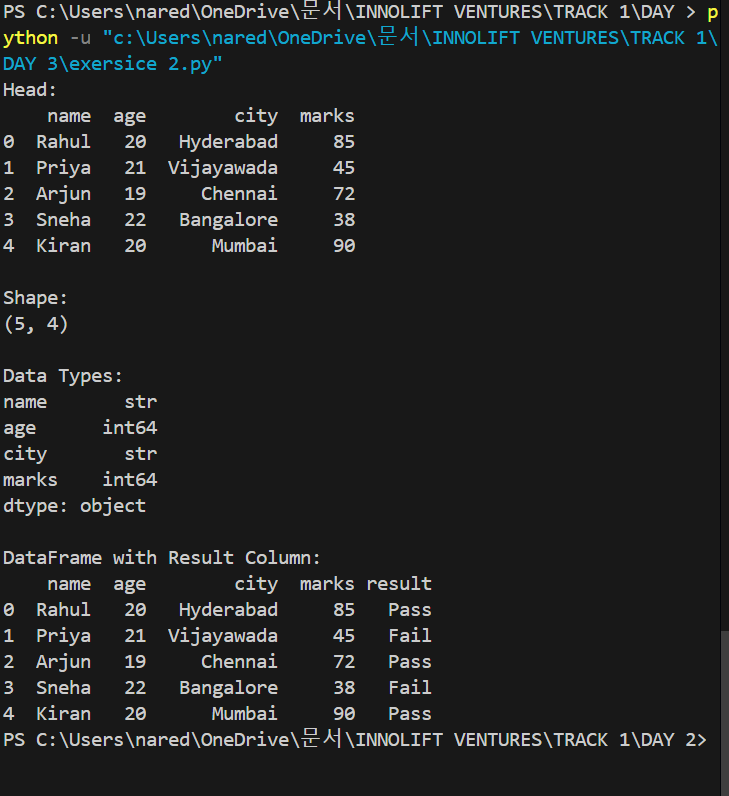 PS C:\Users\nared\OneDrive\문서\INNOLIFT VENTURES\TRACK 1\DAY > p
ython -u "c:\Users\nared\OneDrive\문서\INNOLIFT VENTURES\TRACK 1\
DAY 3\exersice 2.py"
Head:
    name  age        city  marks
0  Rahul   20   Hyderabad     85
1  Priya   21  Vijayawada     45
2  Arjun   19     Chennai     72
3  Sneha   22   Bangalore     38
4  Kiran   20      Mumbai     90

Shape:
(5, 4)

Data Types:
name       str
age      int64
city       str
marks    int64
dtype: object

DataFrame with Result Column:
    name  age        city  marks result
0  Rahul   20   Hyderabad     85   Pass
1  Priya   21  Vijayawada     45   Fail
2  Arjun   19     Chennai     72   Pass
3  Sneha   22   Bangalore     38   Fail
4  Kiran   20      Mumbai     90   Pass
PS C:\Users\nared\OneDrive\문서\INNOLIFT VENTURES\TRACK 1\DAY 2>